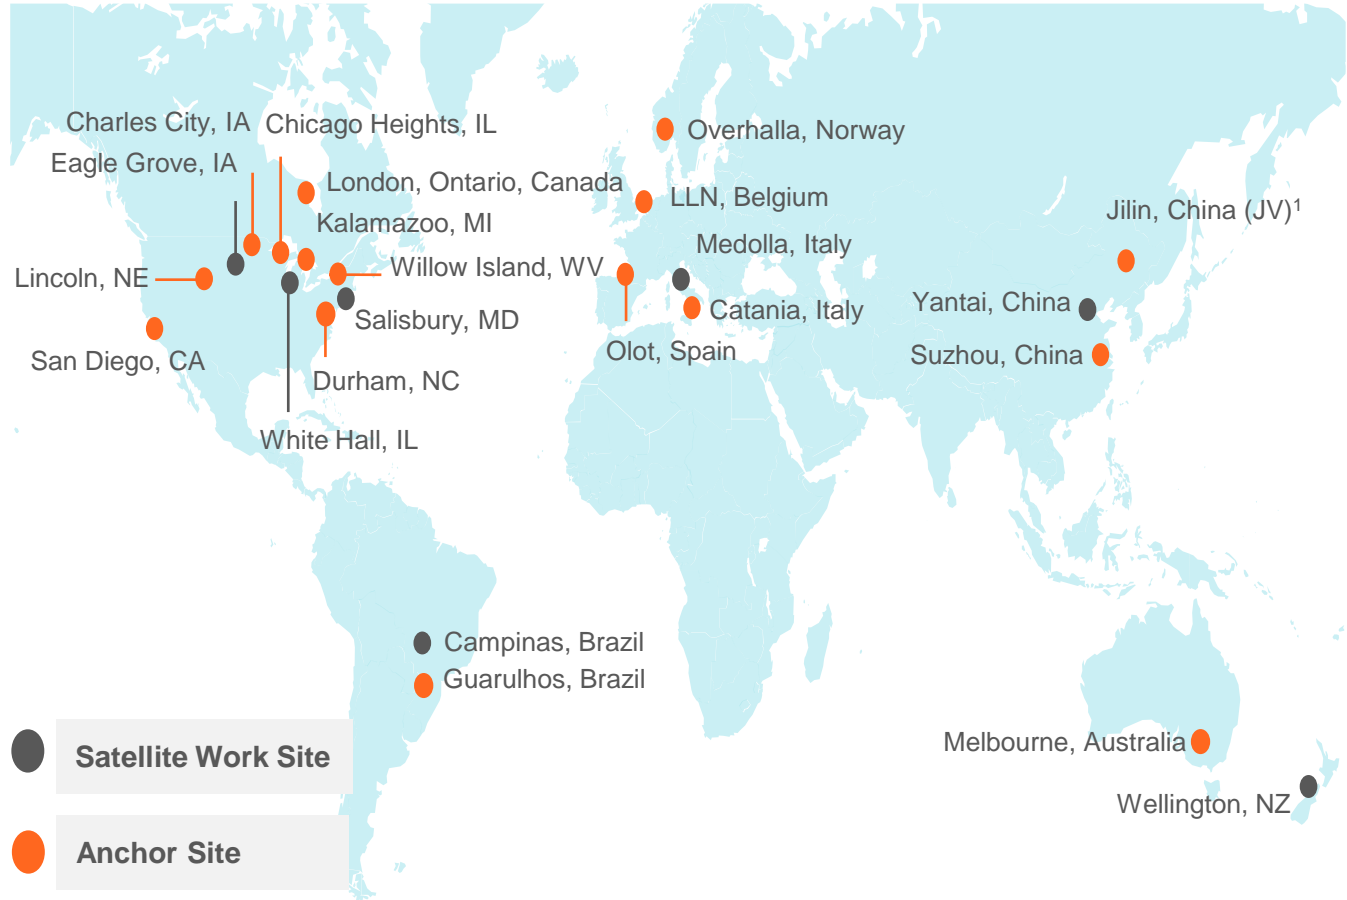 Charles City, IA
Chicago Heights, IL
Eagle Grove, IA
London, Ontario, Canada
Kalamazoo, MI
Lincoln, NE
Willow Island, WV
Salisbury, MD
San Diego, CA
Durham, NC
White Hall, IL
Overhalla, Norway
LLN, Belgium
Medolla, Italy
Catania, Italy
Olot, Spain
Jilin, China (JV)¹
Yantai, China
Suzhou, China
Campinas, Brazil
Guarulhos, Brazil
Melbourne, Australia
Wellington, NZ
Satellite Work Site
Anchor Site